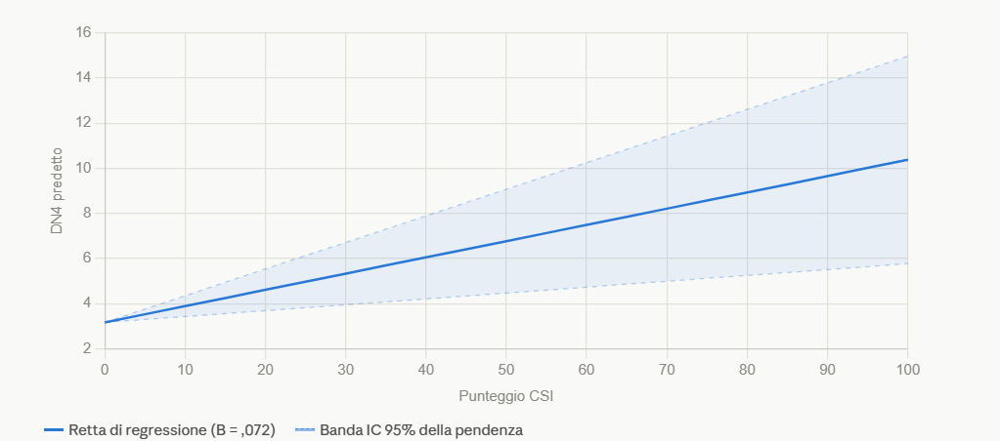 16
14
12
10
8
6
4
2
DN4 predetto
0 10 20 30 40 50 60 70 80 90 100
Punteggio CSI
Retta di regressione (B = ,072) Banda IC 95% della pendenza